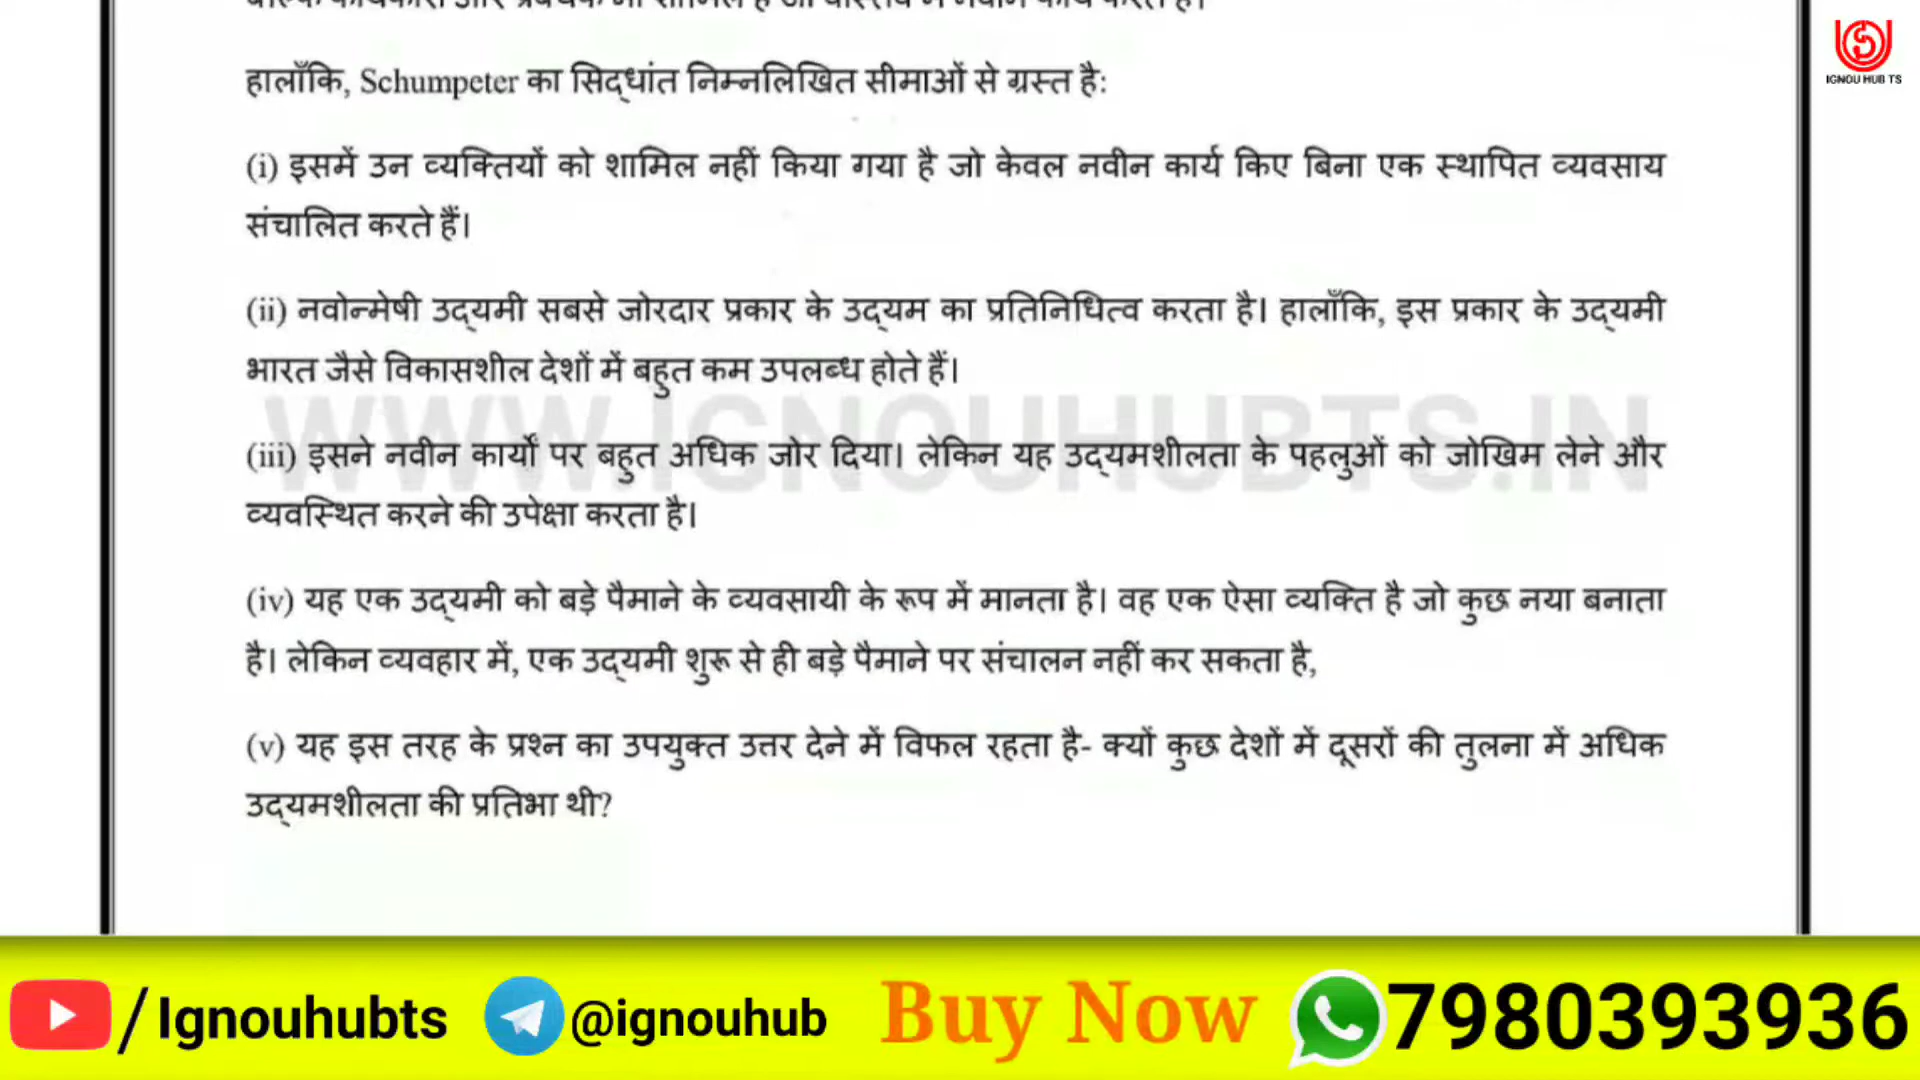 IGNOU HUB TS
हालाँकि, Schumpeter का सिद्धांत निम्नलिखित सीमाओं से ग्रस्त है:
(i) इसमें उन व्यक्तियों को शामिल नहीं किया गया है जो केवल नवीन कार्य किए बिना एक स्थापित व्यवसाय
संचालित करते हैं।
(ii) नवोन्मेषी उद्यमी सबसे जोरदार प्रकार के उद्यम का प्रतिनिधित्व करता है। हालाँकि, इस प्रकार के उद्यमी
भारत जैसे विकासशील देशों में बहुत कम उपलब्ध होते हैं।
WWW.IGNOUHUBTS.IN
(iii) इसने नवीन कार्यों पर बहुत अधिक जोर दिया। लेकिन यह उद्यमशीलता के पहलुओं को जोखिम लेने और
व्यवस्थित करने की उपेक्षा करता है।
(iv) यह एक उद्यमी को बड़े पैमाने के व्यवसायी के रूप में मानता है। वह एक ऐसा व्यक्ति है जो कुछ नया बनाता
है। लेकिन व्यवहार में, एक उद्यमी शुरू से ही बड़े पैमाने पर संचालन नहीं कर सकता है,
(v) यह इस तरह के प्रश्न का उपयुक्त उत्तर देने में विफल रहता है- क्यों कुछ देशों में दूसरों की तुलना में अधिक
उद्यमशीलता की प्रतिभा थी?
/Ignouhubts @ignouhub Buy Now 7980393936